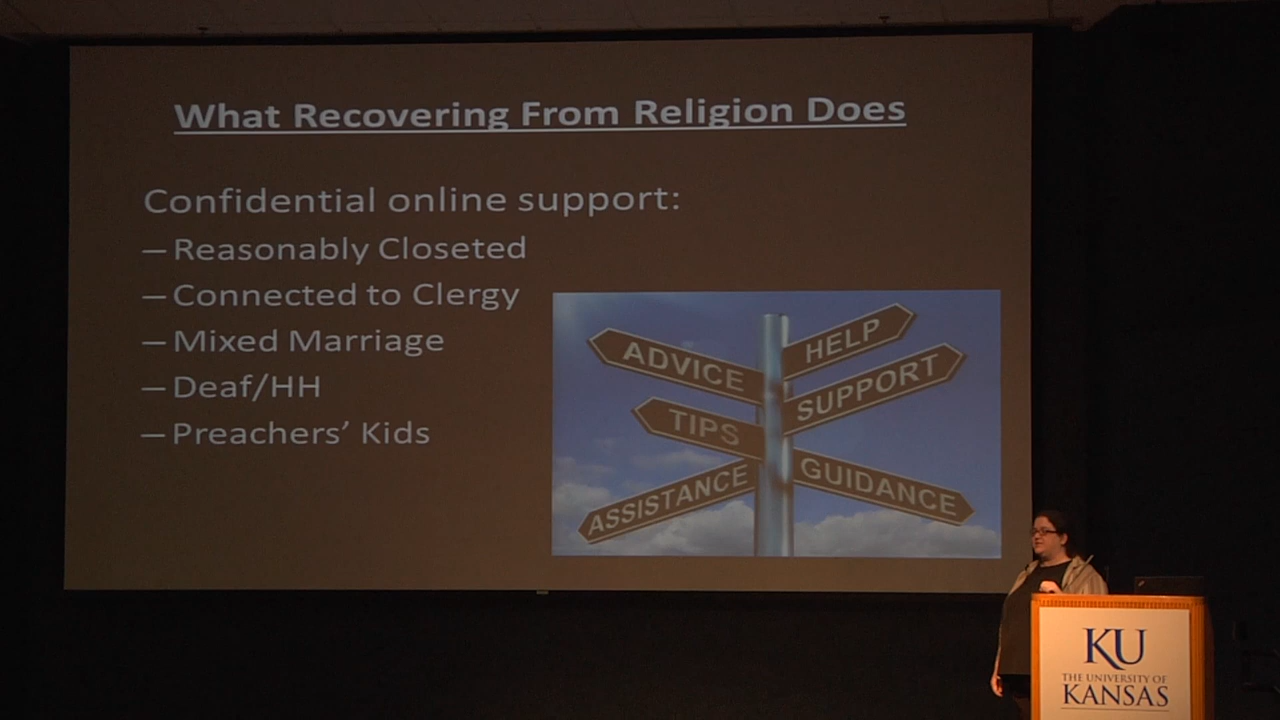 What Recovering From Religion Does
Confidential online support:
– Reasonably Closeted
– Connected to Clergy
– Mixed Marriage
– Deaf/HH
– Preachers’ Kids
ADVICE
HELP
SUPPORT
TIPS
GUIDANCE
ASSISTANCE
KU
THE UNIVERSITY OF
KANSAS